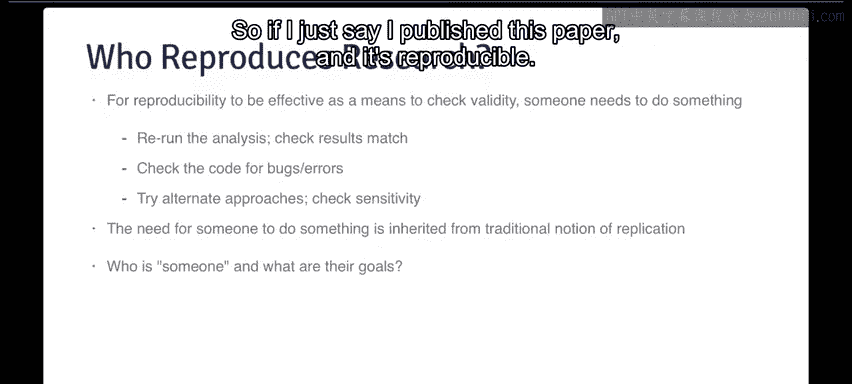 So if I just say I published this paper,
and it's reproducible.
Who Reproduces Research?
· For reproducibility to be effective as a means to check validity, someone needs to do something
- Re-run the analysis; check results match
- Check the code for bugs/errors
- Try alternate approaches; check sensitivity
· The need for someone to do something is inherited from traditional notion of replication
· Who is "someone" and what are their goals?